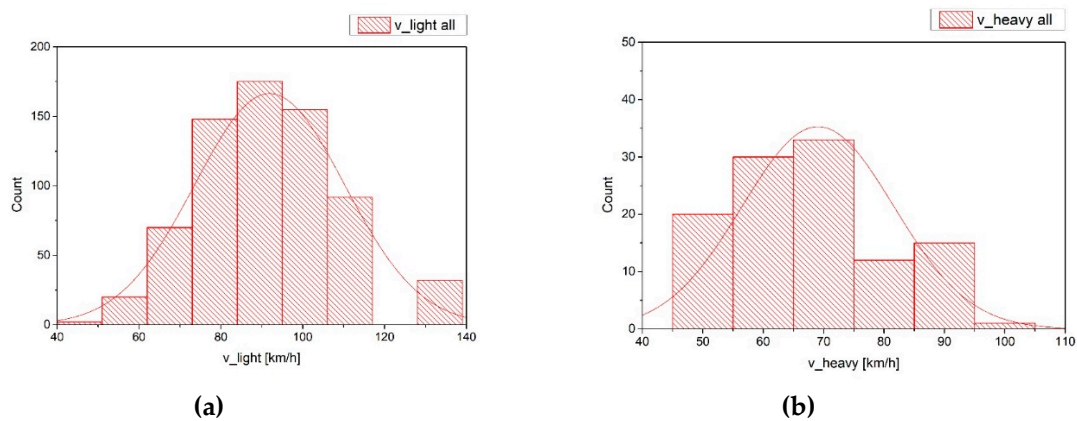 v_light all
200
150
100
50
0
Count
40 60 80 100 120 140
v_light [km/h]
(a)
v_heavy all
50
40
30
20
10
0
Count
40 50 60 70 80 90 100 110
v_heavy [km/h]
(b)